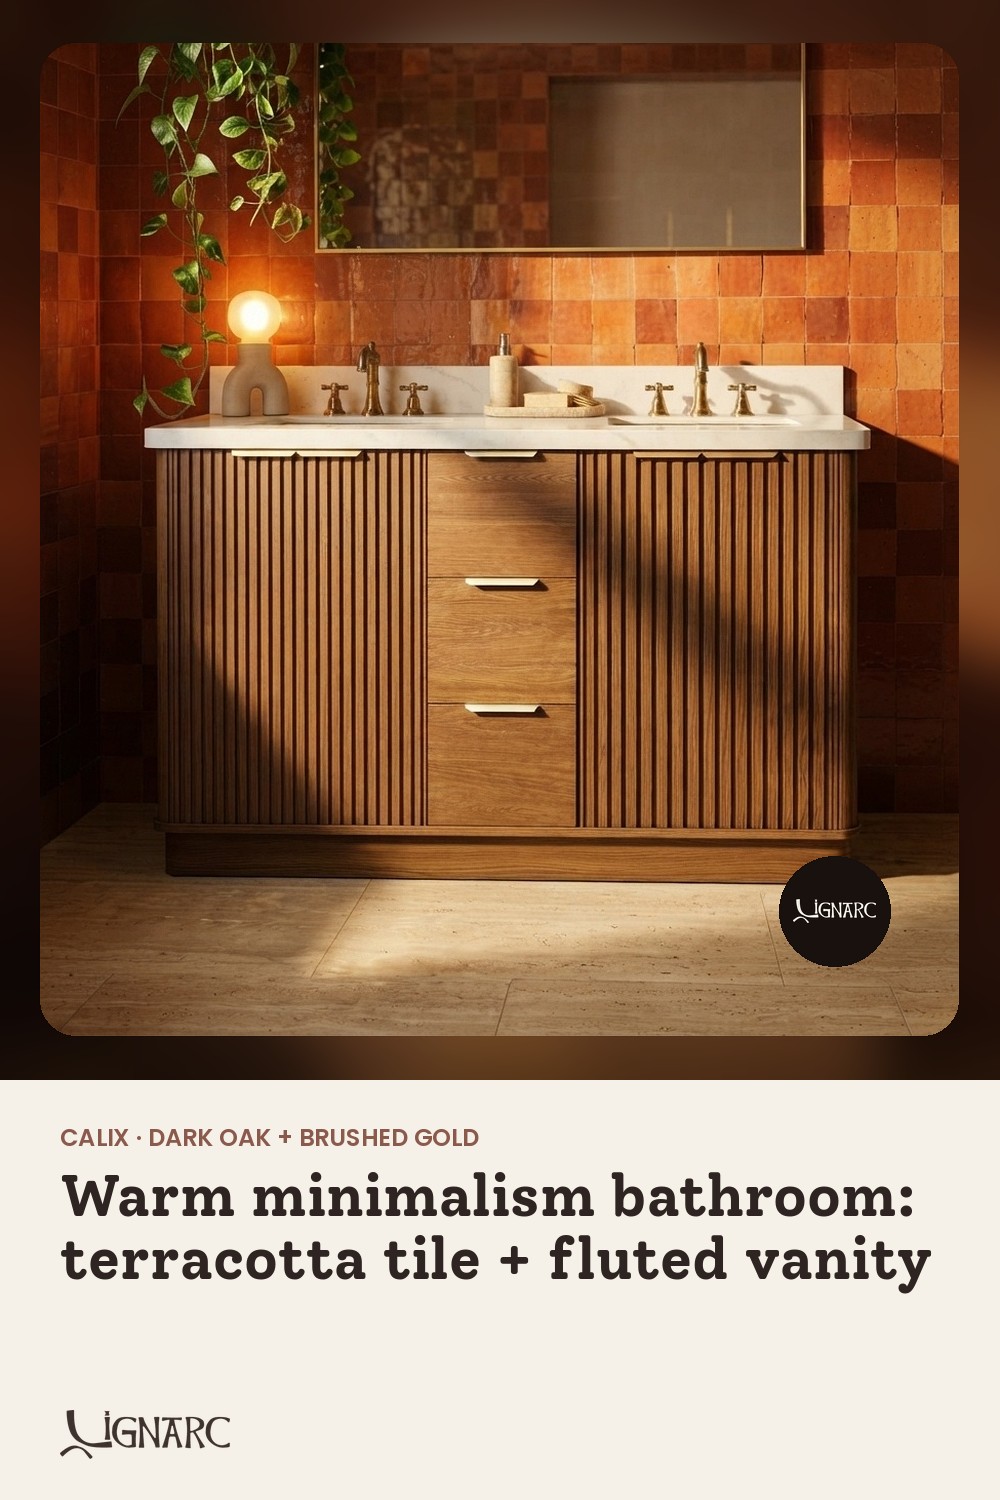 LIGNARC
CALIX · DARK OAK + BRUSHED GOLD
Warm minimalism bathroom:
terracotta tile + fluted vanity
LIGNARC